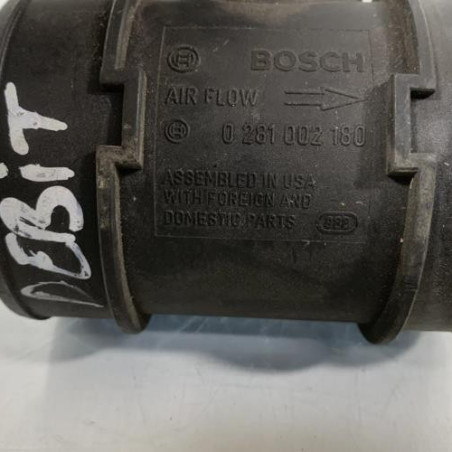 BOSCH
AIR FLOW
0 281 002 180
ASSEMBLED IN USA
WITH FOREIGN AND
DOMESTIC PARTS
DEBiT